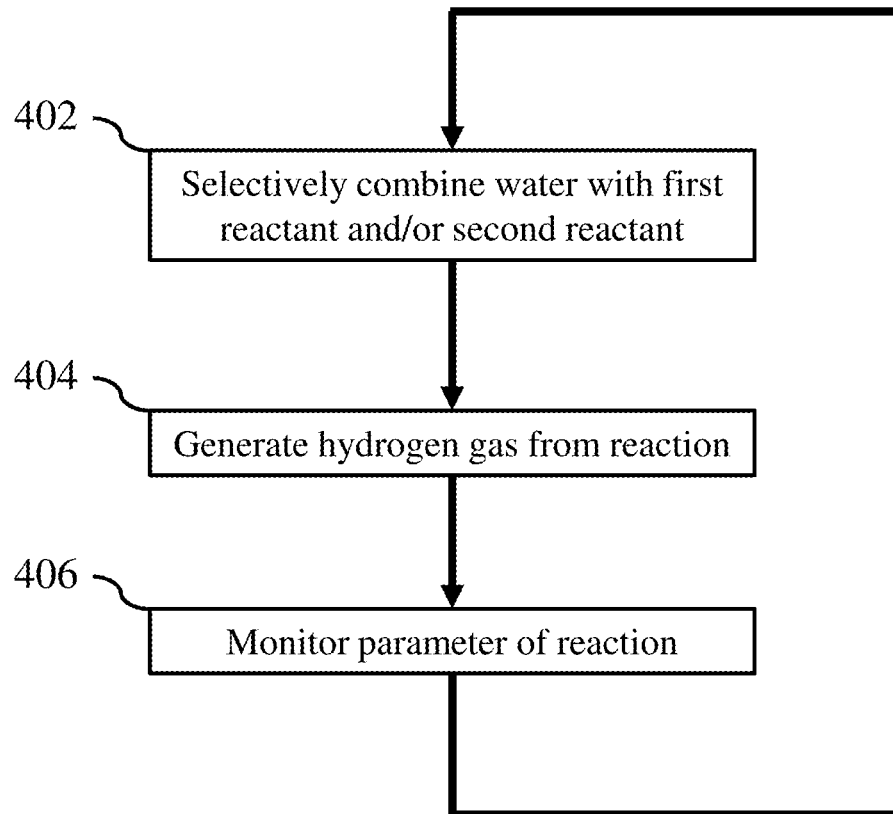 402
Selectively combine water with first
reactant and/or second reactant
404
Generate hydrogen gas from reaction
406
Monitor parameter of reaction